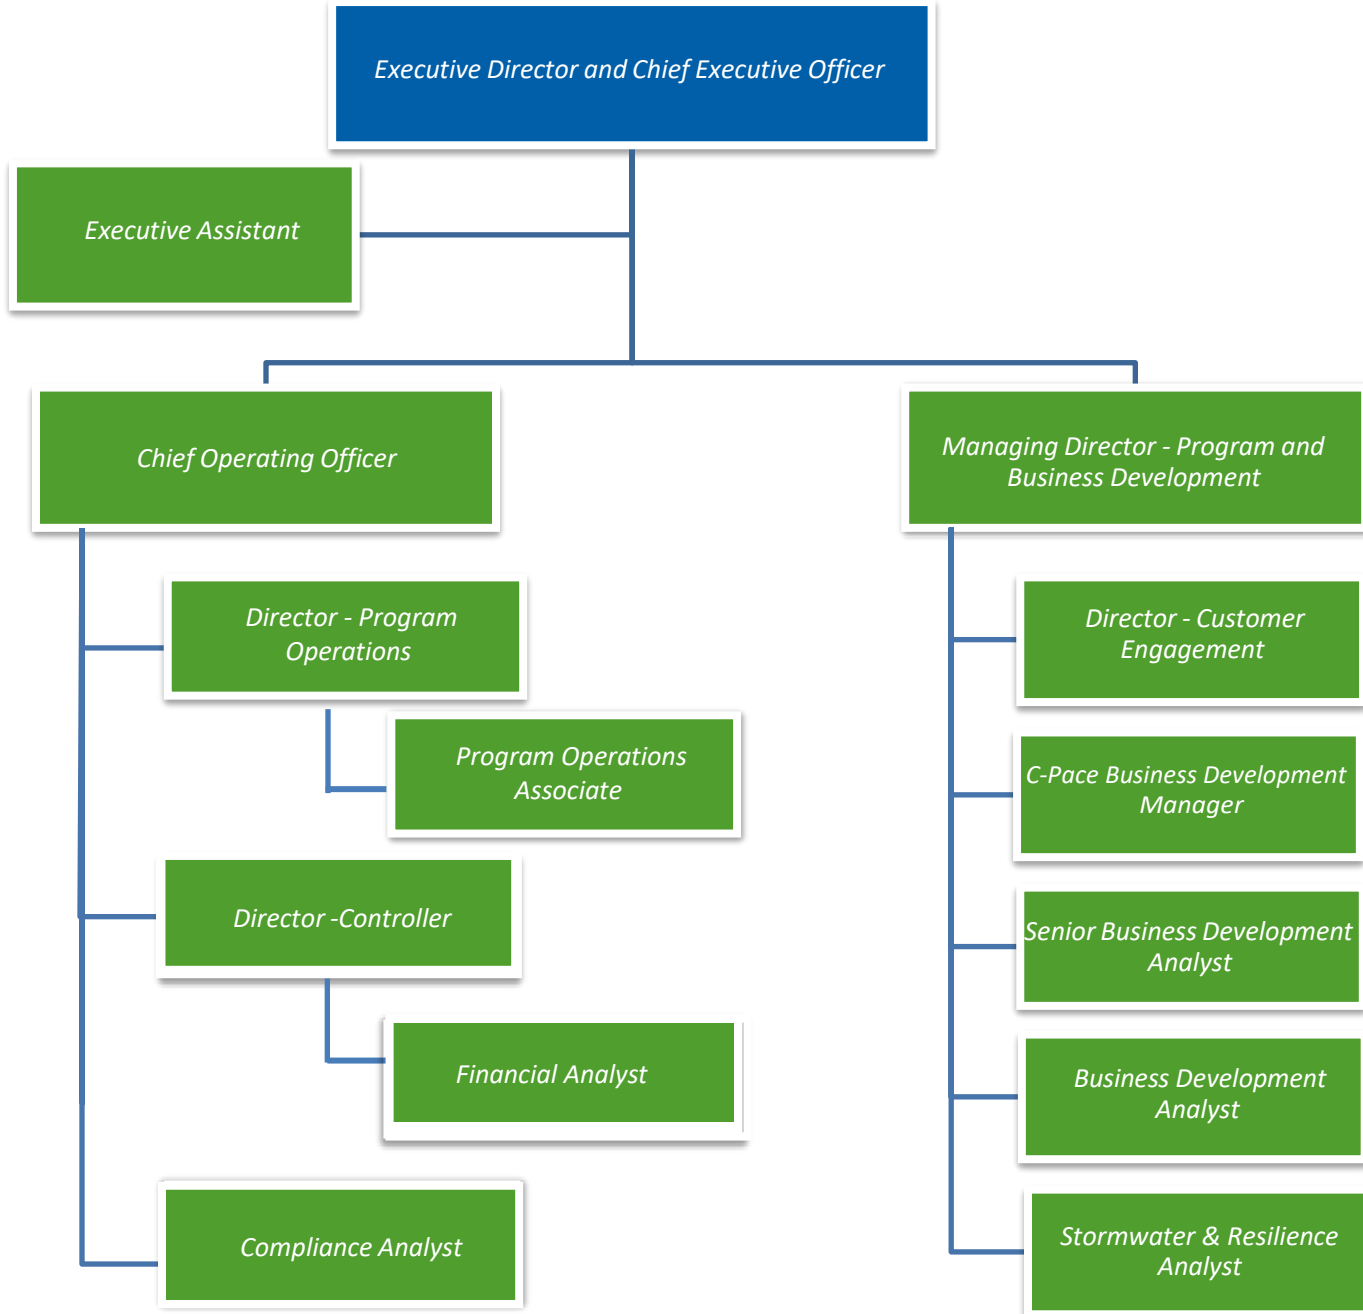 Executive Director and Chief Executive Officer
Executive Assistant
Chief Operating Officer
Director - Program
Operations
Program Operations
Associate
Director -Controller
Financial Analyst
Compliance Analyst
Managing Director - Program and
Business Development
Director - Customer
Engagement
C-Pace Business Development
Manager
Senior Business Development
Analyst
Business Development
Analyst
Stormwater & Resilience
Analyst